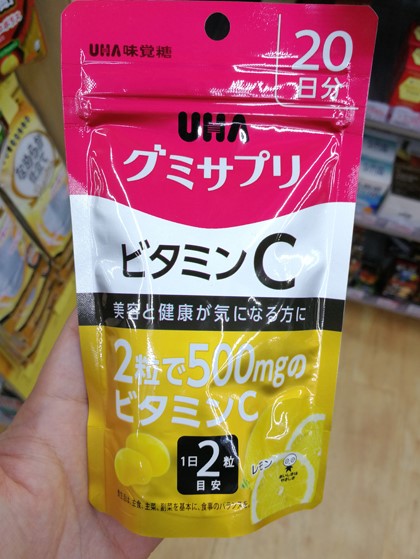 UHA味覚糖
20
日分
UHA
グミサプリ
ビタミンC
美容と健康が気になる方に
2粒で500mgの
ビタミンC
1日2粒
目安
レモン